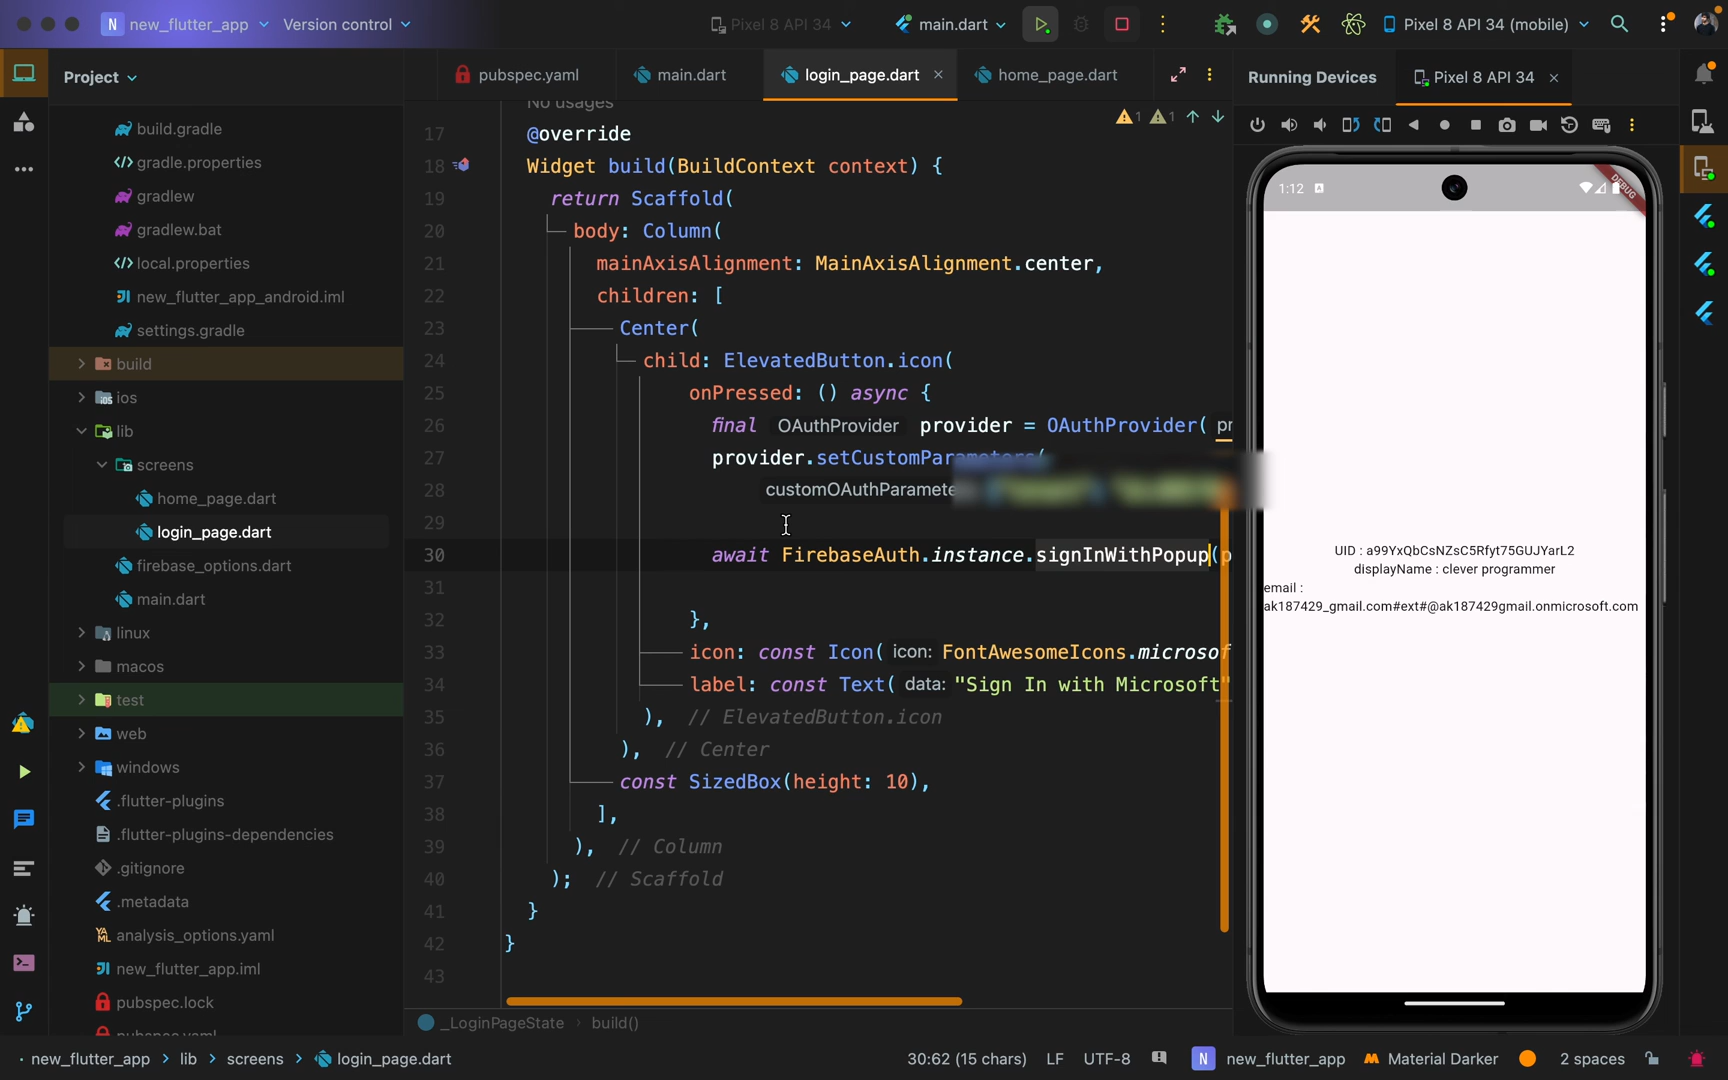 N new_flutter_app Version control Pixel 8 API 34 main.dart Pixel 8 API 34 (mobile)
Project
pubspec.yaml main.dart login_page.dart home_page.dart
Running Devices Pixel 8 API 34
build.gradle
gradle.properties
gradlew
gradlew.bat
local.properties
new_flutter_app_android.iml
settings.gradle
build
ios
lib
screens
home_page.dart
login_page.dart
firebase_options.dart
main.dart
linux
macos
test
web
windows
.flutter-plugins
.flutter-plugins-dependencies
.gitignore
.metadata
analysis_options.yaml
new_flutter_app.iml
pubspec.lock
pubspec.yaml
No usages
1 1
17 @override
18 Widget build(BuildContext context) {
19 return Scaffold(
20 body: Column(
21 mainAxisAlignment: MainAxisAlignment.center,
22 children: [
23 Center(
24 child: ElevatedButton.icon(
25 onPressed: () async {
26 final OAuthProvider provider = OAuthProvider( pr
27 provider.setCustomParameters(
28 customOAuthParamete
29
30 await FirebaseAuth.instance.signInWithPopup(p
31
32 },
33 icon: const Icon( icon: FontAwesomeIcons.microsof
34 label: const Text( data: "Sign In with Microsoft"
35 ), // ElevatedButton.icon
36 ), // Center
37 const SizedBox(height: 10),
38 ],
39 ), // Column
40 ); // Scaffold
41 }
42 }
43
_LoginPageState build()
1:12
DEBUG
UID : a99YxQbCsNZsC5Rfyt75GUJYarL2
displayName : clever programmer
email :
ak187429_gmail.com#ext#@ak187429gmail.onmicrosoft.com
new_flutter_app lib screens login_page.dart 30:62 (15 chars) LF UTF-8 N new_flutter_app Material Darker 2 spaces